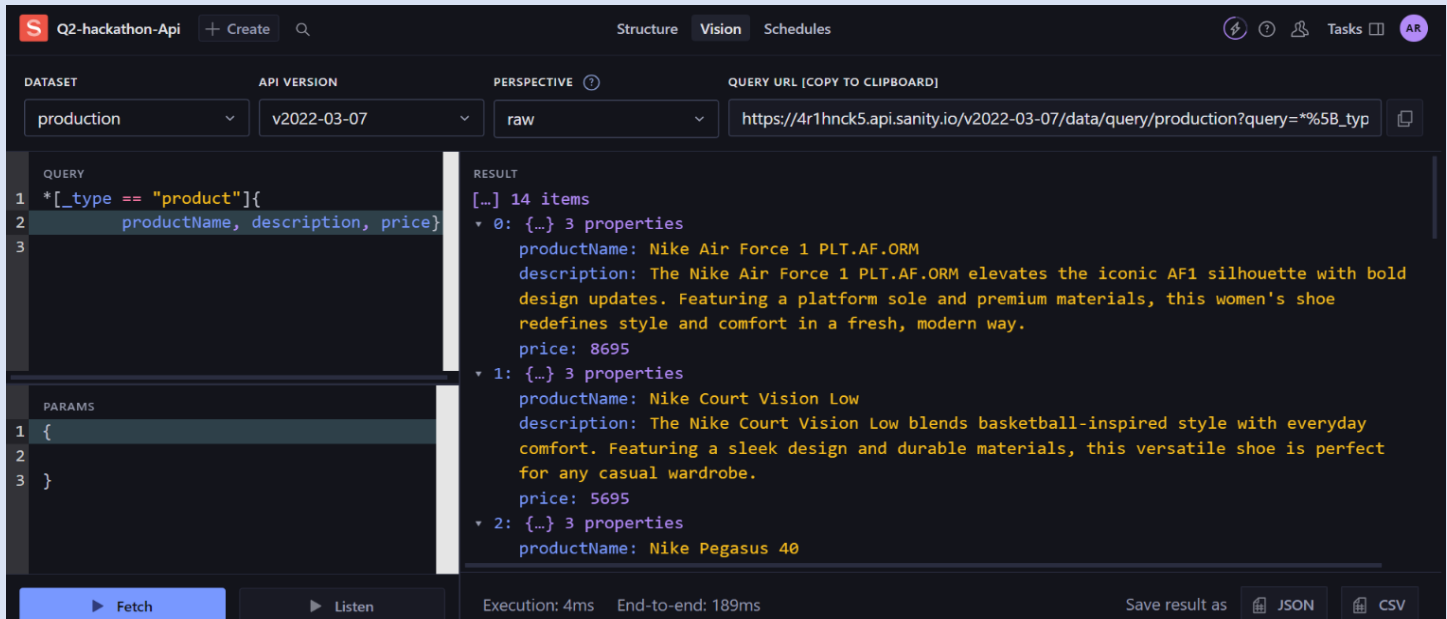 S Q2-hackathon-Api + Create Structure Vision Schedules Tasks AR
DATASET API VERSION PERSPECTIVE ? QUERY URL [COPY TO CLIPBOARD]
production v2022-03-07 raw https://4r1hnck5.api.sanity.io/v2022-03-07/data/query/production?query=*%5B_typ
QUERY
1 *[_type == "product"]{
2 productName, description, price}
3
PARAMS
1 {
2
3 }
Fetch Listen
RESULT
[…] 14 items
0: {…} 3 properties
productName: Nike Air Force 1 PLT.AF.ORM
description: The Nike Air Force 1 PLT.AF.ORM elevates the iconic AF1 silhouette with bold
design updates. Featuring a platform sole and premium materials, this women's shoe
redefines style and comfort in a fresh, modern way.
price: 8695
1: {…} 3 properties
productName: Nike Court Vision Low
description: The Nike Court Vision Low blends basketball-inspired style with everyday
comfort. Featuring a sleek design and durable materials, this versatile shoe is perfect
for any casual wardrobe.
price: 5695
2: {…} 3 properties
productName: Nike Pegasus 40
Execution: 4ms End-to-end: 189ms Save result as JSON CSV